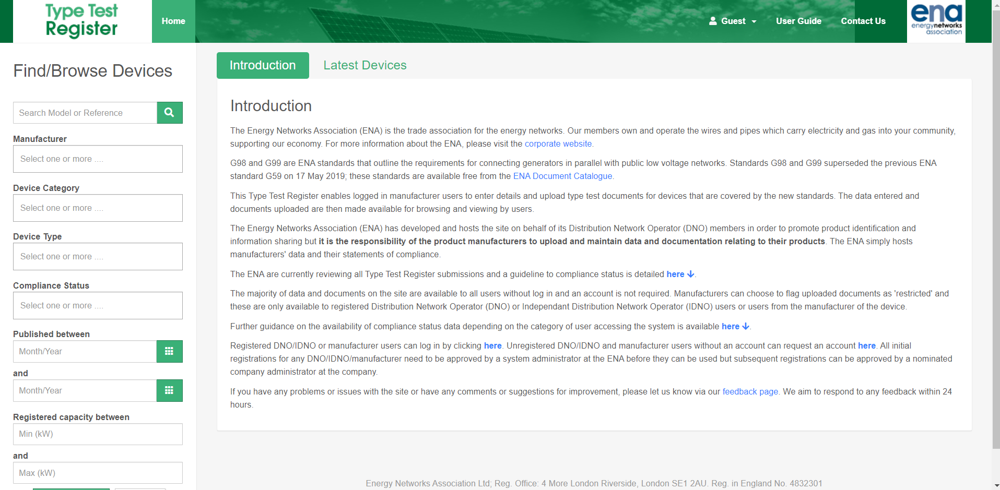 Type Test
Register
Home
Guest
User Guide
Contact Us
ena
energynetworks
association
Find/Browse Devices
Search Model or Reference
Manufacturer
Select one or more ....
Device Category
Select one or more ....
Device Type
Select one or more ....
Compliance Status
Select one or more ....
Published between
Month/Year
and
Month/Year
Registered capacity between
Min (kW)
and
Max (kW)
Introduction
Latest Devices
Introduction
The Energy Networks Association (ENA) is the trade association for the energy networks. Our members own and operate the wires and pipes which carry electricity and gas into your community,
supporting our economy. For more information about the ENA, please visit the corporate website.
G98 and G99 are ENA standards that outline the requirements for connecting generators in parallel with public low voltage networks. Standards G98 and G99 superseded the previous ENA
standard G59 on 17 May 2019; these standards are available free from the ENA Document Catalogue.
This Type Test Register enables logged in manufacturer users to enter details and upload type test documents for devices that are covered by the new standards. The data entered and
documents uploaded are then made available for browsing and viewing by users.
The Energy Networks Association (ENA) has developed and hosts the site on behalf of its Distribution Network Operator (DNO) members in order to promote product identification and
information sharing but it is the responsibility of the product manufacturers to upload and maintain data and documentation relating to their products. The ENA simply hosts
manufacturers' data and their statements of compliance.
The ENA are currently reviewing all Type Test Register submissions and a guideline to compliance status is detailed here ↓.
The majority of data and documents on the site are available to all users without log in and an account is not required. Manufacturers can choose to flag uploaded documents as 'restricted' and
these are only available to registered Distribution Network Operator (DNO) or Independant Distribution Network Operator (IDNO) users or users from the manufacturer of the device.
Further guidance on the availability of compliance status data depending on the category of user accessing the system is available here ↓.
Registered DNO/IDNO or manufacturer users can log in by clicking here. Unregistered DNO/IDNO and manufacturer users without an account can request an account here. All initial
registrations for any DNO/IDNO/manufacturer need to be approved by a system administrator at the ENA before they can be used but subsequent registrations can be approved by a nominated
company administrator at the company.
If you have any problems or issues with the site or have any comments or suggestions for improvement, please let us know via our feedback page. We aim to respond to any feedback within 24
hours.
Energy Networks Association Ltd; Reg. Office: 4 More London Riverside, London SE1 2AU. Reg. in England No. 4832301